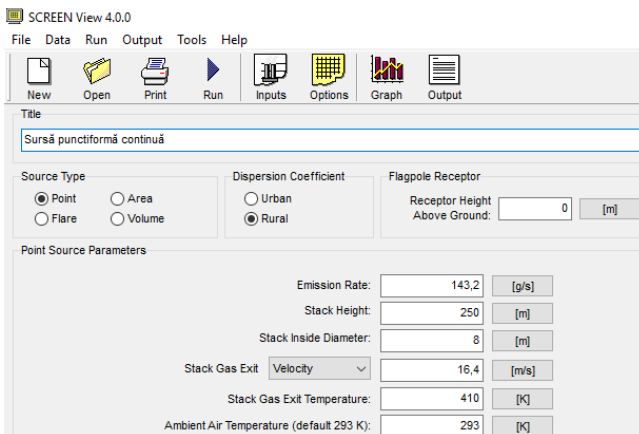 SCREEN View 4.0.0
File Data Run Output Tools Help
New Open Print Run Inputs Options Graph Output
Title
Sursă punctiformă continuă
Source Type
Point Area
Flare Volume
Dispersion Coefficient
Urban
Rural
Flagpole Receptor
Receptor Height
Above Ground: 0 [m]
Point Source Parameters
Emission Rate: 143,2 [g/s]
Stack Height: 250 [m]
Stack Inside Diameter: 8 [m]
Stack Gas Exit Velocity 16,4 [m/s]
Stack Gas Exit Temperature: 410 [K]
Ambient Air Temperature (default 293 K): 293 [K]